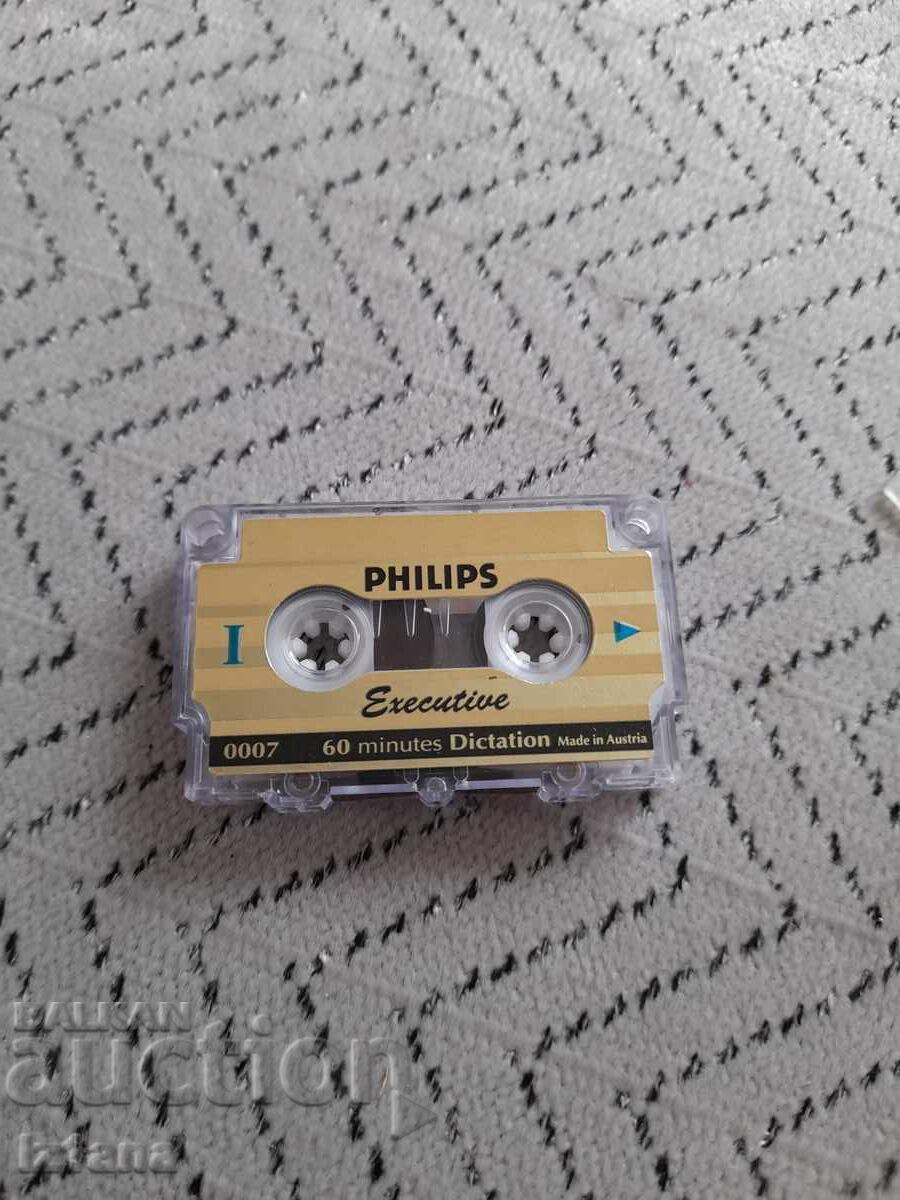 PHILIPS
I
Executive
0007 60 minutes Dictation Made in Austria
BALKAN
auction
Iztana